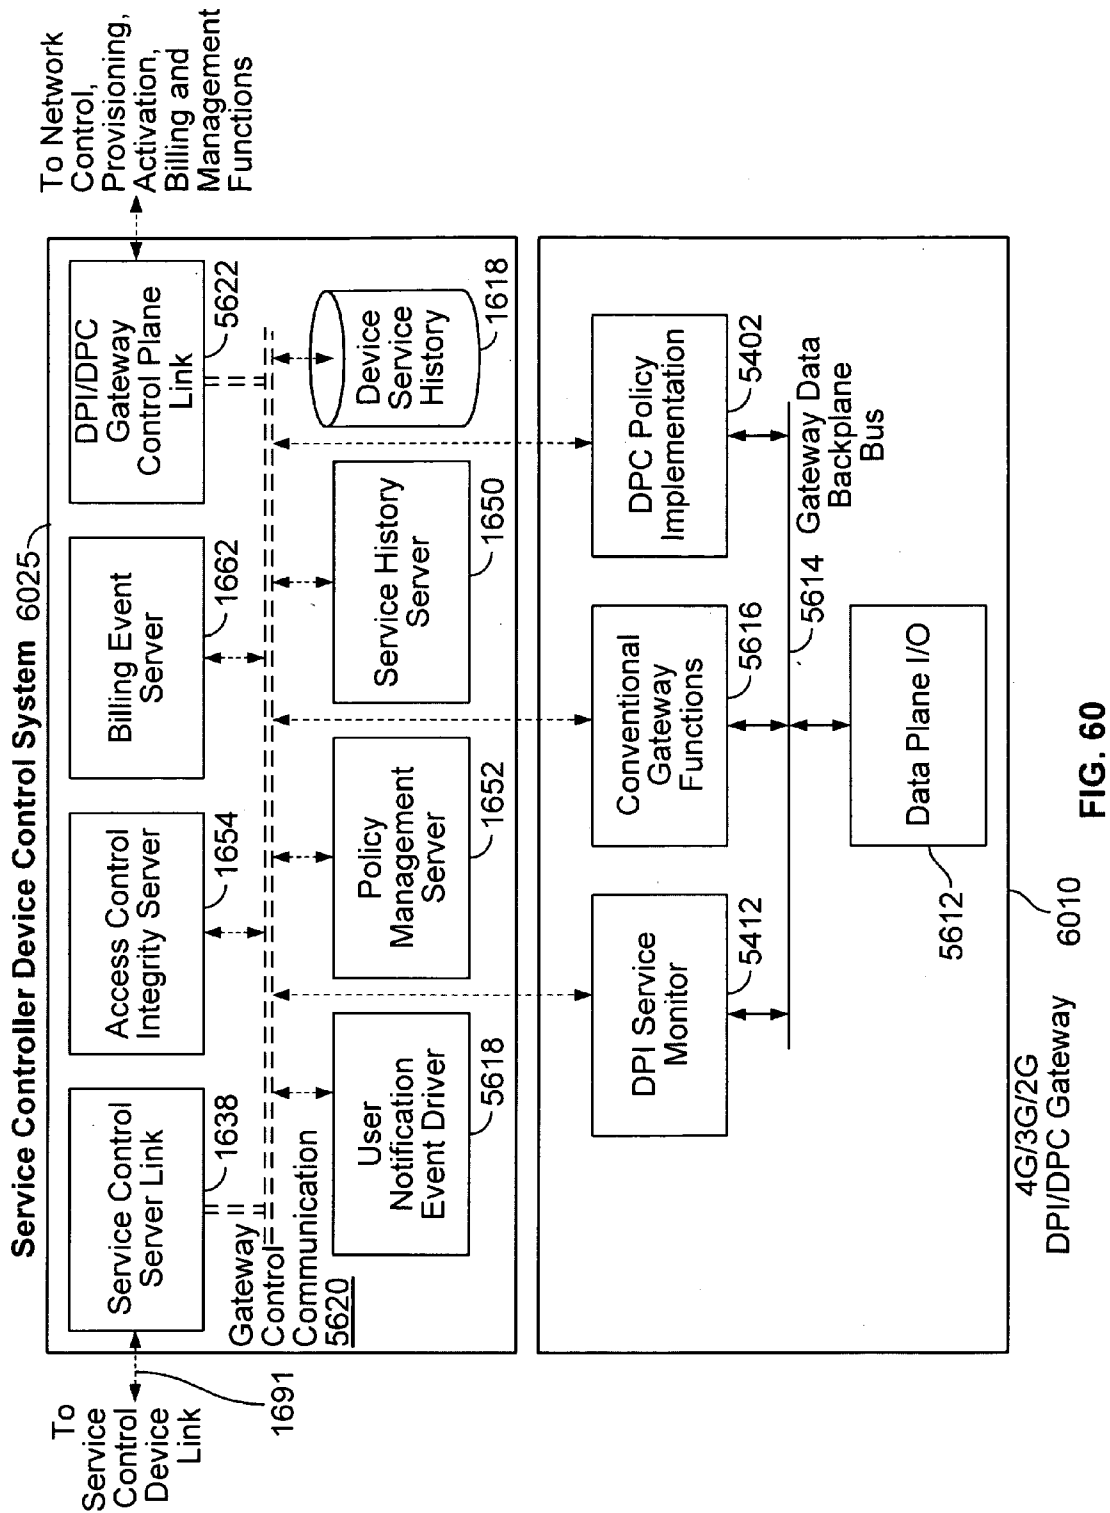 Service Controller Device Control System 6025
To
Service
Control
Device
Link
1691
Service Control
Server Link
1638
Access Control
Integrity Server
1654
Billing Event
Server
1662
DPI/DPC
Gateway
Control Plane
Link
5622
To Network
Control,
Provisioning,
Activation,
Billing and
Management
Functions
Gateway
Control
Communication
5620
User
Notification
Event Driver
5618
Policy
Management
Server
1652
Service History
Server
1650
Device
Service
History
1618
DPI Service
Monitor
5412
Conventional
Gateway
Functions
5616
DPC Policy
Implementation
5402
5614
Gateway Data
Backplane
Bus
Data Plane I/O
5612
4G/3G/2G
DPI/DPC Gateway
6010
FIG. 60